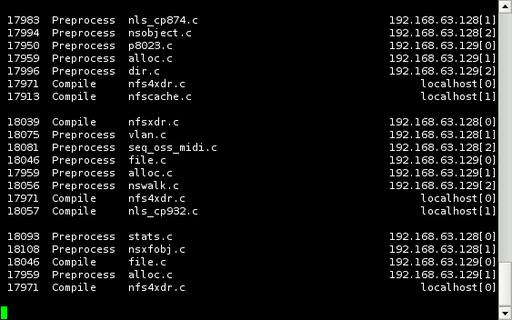 17983  Preprocess  nls_cp874.c  192.168.63.128[1]
17994  Preprocess  nsobject.c  192.168.63.128[2]
17950  Preprocess  p8023.c  192.168.63.129[0]
17959  Preprocess  alloc.c  192.168.63.129[1]
17996  Preprocess  dir.c  192.168.63.129[2]
17971  Compile  nfs4xdr.c  localhost[0]
17913  Compile  nfscache.c  localhost[1]
18039  Compile  nfsxdr.c  192.168.63.128[0]
18075  Preprocess  vlan.c  192.168.63.128[1]
18081  Preprocess  seq_oss_midi.c  192.168.63.128[2]
18046  Preprocess  file.c  192.168.63.129[0]
17959  Preprocess  alloc.c  192.168.63.129[1]
18056  Preprocess  nswalk.c  192.168.63.129[2]
17971  Compile  nfs4xdr.c  localhost[0]
18057  Compile  nls_cp932.c  localhost[1]
18093  Preprocess  stats.c  192.168.63.128[0]
18108  Preprocess  nsxfobj.c  192.168.63.128[1]
18046  Compile  file.c  192.168.63.129[0]
17959  Preprocess  alloc.c  192.168.63.129[1]
17971  Compile  nfs4xdr.c  localhost[0]